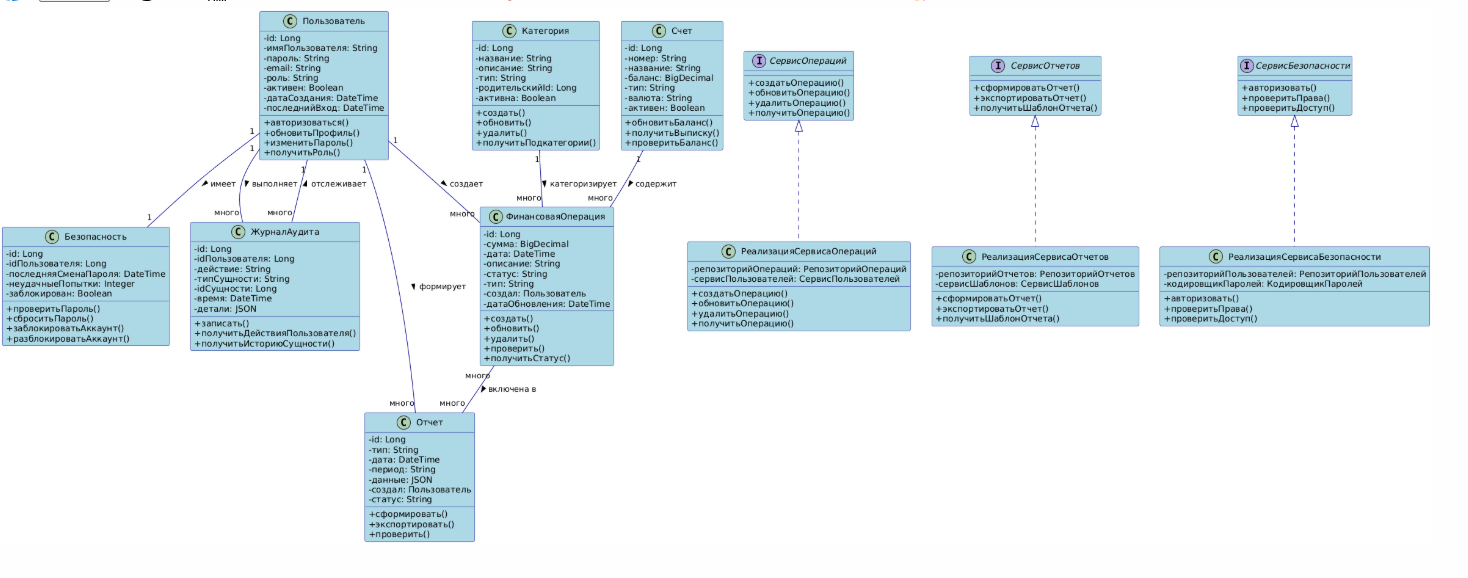 C Пользователь
-id: Long
-имяПользователя: String
-пароль: String
-email: String
-роль: String
-активен: Boolean
-датаСоздания: DateTime
-последнийВход: DateTime
+авторизоваться()
+обновитьПрофиль()
+изменитьПароль()
+получитьРоль()
C Категория
-id: Long
-название: String
-описание: String
-тип: String
-родительскийId: Long
-активна: Boolean
+создать()
+обновить()
+удалить()
+получитьПодкатегории()
C Счет
-id: Long
-номер: String
-название: String
-баланс: BigDecimal
-тип: String
-валюта: String
-активен: Boolean
+обновитьБаланс()
+получитьВыписку()
+проверитьБаланс()
I СервисОпераций
+создатьОперацию()
+обновитьОперацию()
+удалитьОперацию()
+получитьОперацию()
I СервисОтчетов
+сформироватьОтчет()
+экспортироватьОтчет()
+получитьШаблонОтчета()
I СервисБезопасности
+авторизовать()
+проверитьПрава()
+проверитьДоступ()
1
1
1
1
1
1
1
имеет
выполняет
отслеживает
создает
категоризирует
содержит
1
много
много
много
много
много
C Безопасность
-id: Long
-idПользователя: Long
-последняяСменаПароля: DateTime
-неудачныеПопытки: Integer
-заблокирован: Boolean
+проверитьПароль()
+сброситьПароль()
+заблокироватьАккаунт()
+разблокироватьАккаунт()
C ЖурналАудита
-id: Long
-idПользователя: Long
-действие: String
-типСущности: String
-idСущности: Long
-время: DateTime
-детали: JSON
+записать()
+получитьДействияПользователя()
+получитьИсториюСущности()
формирует
C ФинансоваяОперация
-id: Long
-сумма: BigDecimal
-дата: DateTime
-описание: String
-статус: String
-тип: String
-создал: Пользователь
-датаОбновления: DateTime
+создать()
+обновить()
+удалить()
+проверить()
+получитьСтатус()
C РеализацияСервисаОпераций
-репозиторийОпераций: РепозиторийОпераций
-сервисПользователей: СервисПользователей
+создатьОперацию()
+обновитьОперацию()
+удалитьОперацию()
+получитьОперацию()
C РеализацияСервисаОтчетов
-репозиторийОтчетов: РепозиторийОтчетов
-сервисШаблонов: СервисШаблонов
+сформироватьОтчет()
+экспортироватьОтчет()
+получитьШаблонОтчета()
C РеализацияСервисаБезопасности
-репозиторийПользователей: РепозиторийПользователей
-кодировщикПаролей: КодировщикПаролей
+авторизовать()
+проверитьПрава()
+проверитьДоступ()
много
включена в
много
много
C Отчет
-id: Long
-тип: String
-дата: DateTime
-период: String
-данные: JSON
-создал: Пользователь
-статус: String
+сформировать()
+экспортировать()
+проверить()